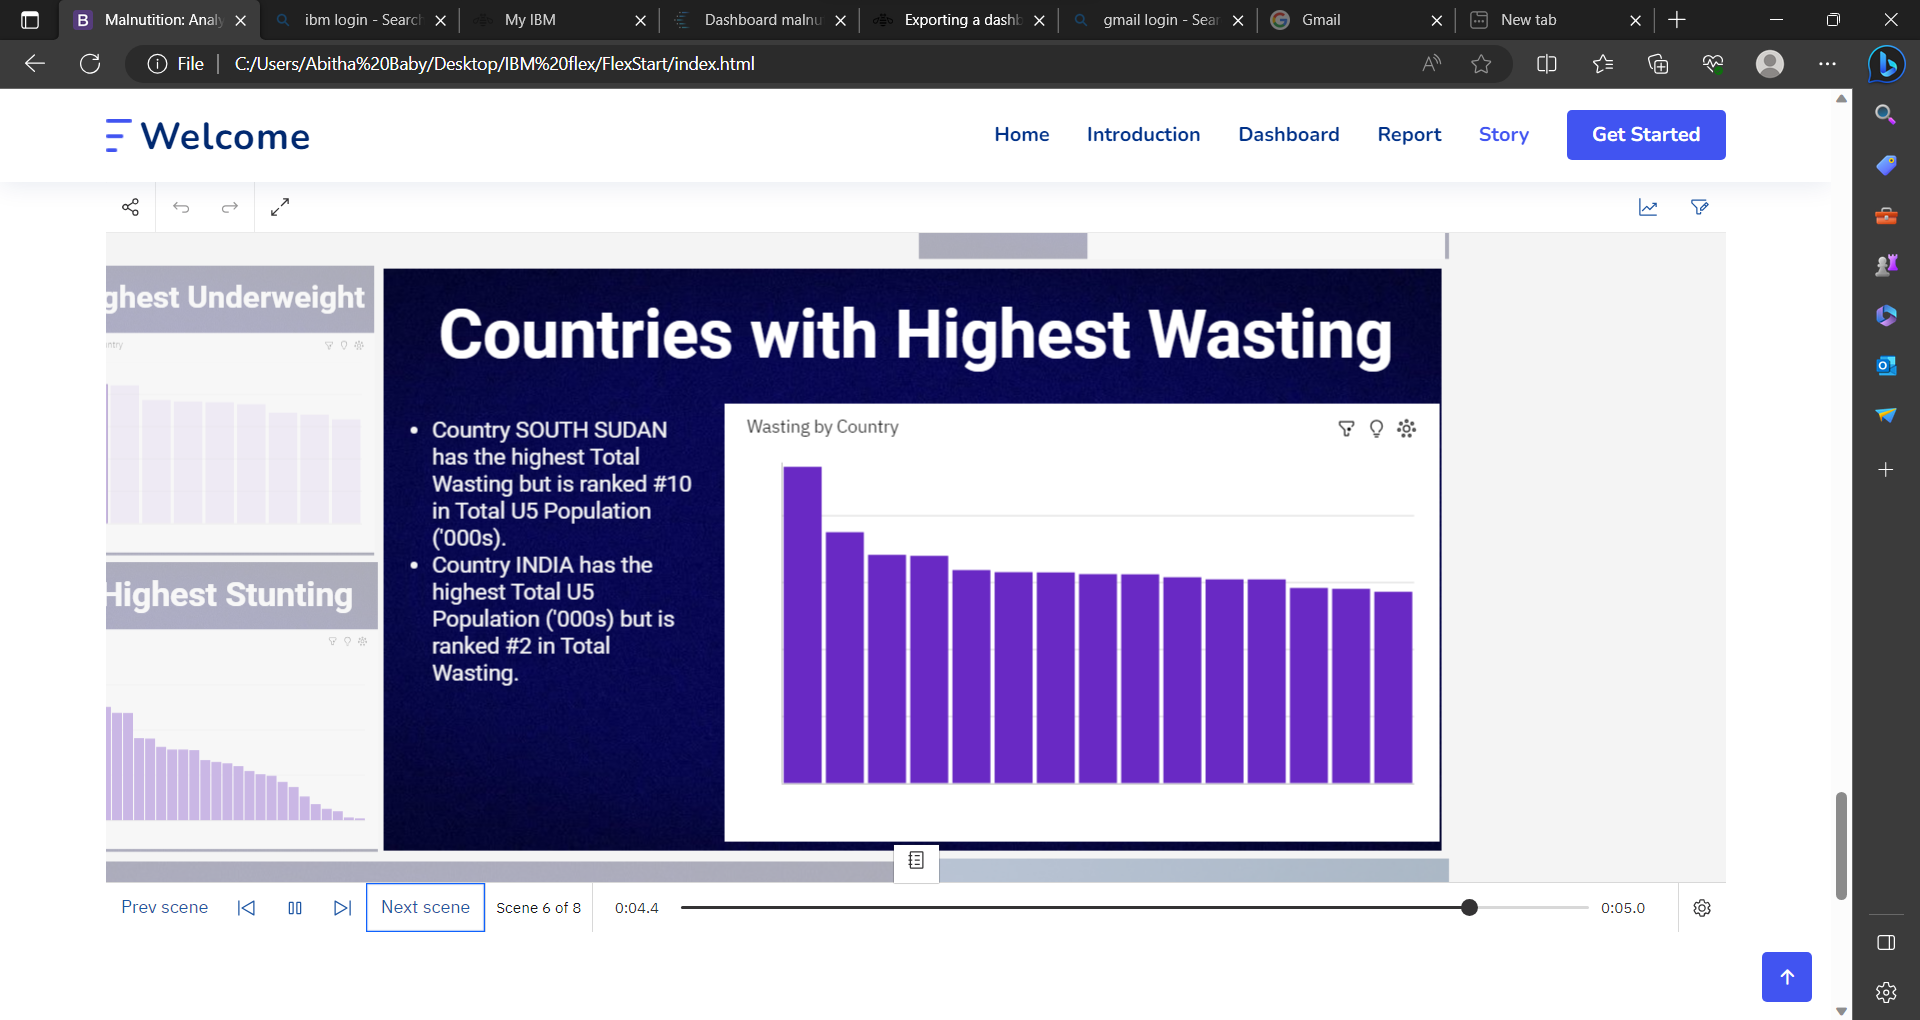 Malnutition: Analy
ibm login - Search
My IBM
Dashboard malnu
Exporting a dashb
gmail login - Sear
Gmail
New tab
File
C:/Users/Abitha%20Baby/Desktop/IBM%20flex/FlexStart/index.html
Welcome
Home
Introduction
Dashboard
Report
Story
Get Started
ghest Underweight
ntry
Highest Stunting
Countries with Highest Wasting
• Country SOUTH SUDAN
has the highest Total
Wasting but is ranked #10
in Total U5 Population
('000s).
• Country INDIA has the
highest Total U5
Population ('000s) but is
ranked #2 in Total
Wasting.
Wasting by Country
Prev scene
Next scene
Scene 6 of 8
0:04.4
0:05.0